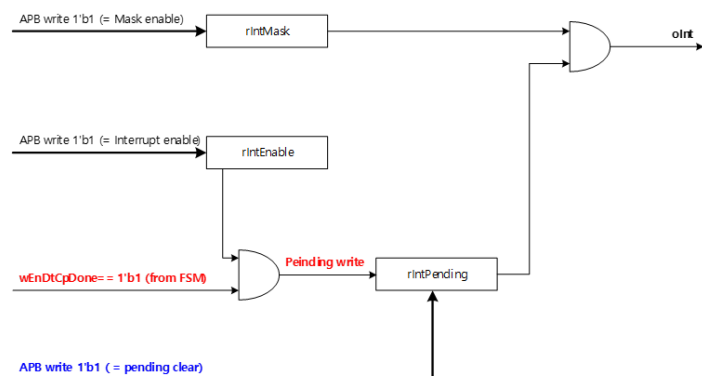 APB write 1'b1 (= Mask enable)
rIntMask
oInt
APB write 1'b1 (= Interrupt enable)
rIntEnable
Peinding write
wEnDtCpDone== 1'b1 (from FSM)
rIntPending
APB write 1'b1 ( = pending clear)